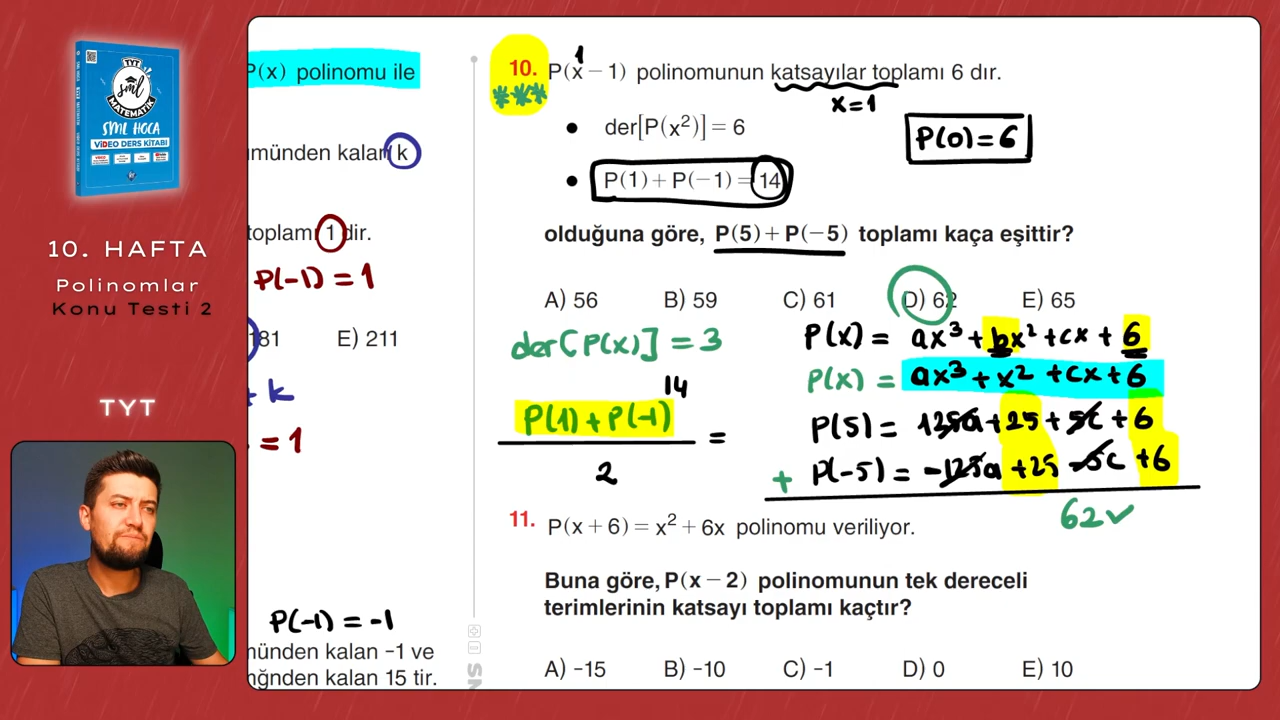 TYT
sml
MATEMATİK
SML HOCA
VİDEO DERS KİTABI
10. HAFTA
Polinomlar
Konu Testi 2
TYT
P(x) polinomu ile
münden kalan k
toplamı 1 dir.
P(-1) = 1
181 E) 211
+ k
= 1
P(-1) = -1
münden kalan -1 ve
kalan 15 tir.
10. P(x − 1) polinomunun katsayılar toplamı 6 dır.
1
***
x=1
• der[P(x²)] = 6
P(0) = 6
• P(1) + P(−1) = 14
olduğuna göre, P(5) + P(−5) toplamı kaça eşittir?
A) 56 B) 59 C) 61 D) 62 E) 65
der[P(x)] = 3
P(x) = ax³ + bx² + cx + 6
P(x) = ax³ + x² + cx + 6
14
P(1) + P(-1)
2
=
P(5) = 125a + 25 + 5c + 6
+ P(-5) = -125a + 25 - 5c + 6
62 ✓
11. P(x + 6) = x² + 6x polinomu veriliyor.
Buna göre, P(x − 2) polinomunun tek dereceli
terimlerinin katsayı toplamı kaçtır?
A) −15 B) −10 C) −1 D) 0 E) 10